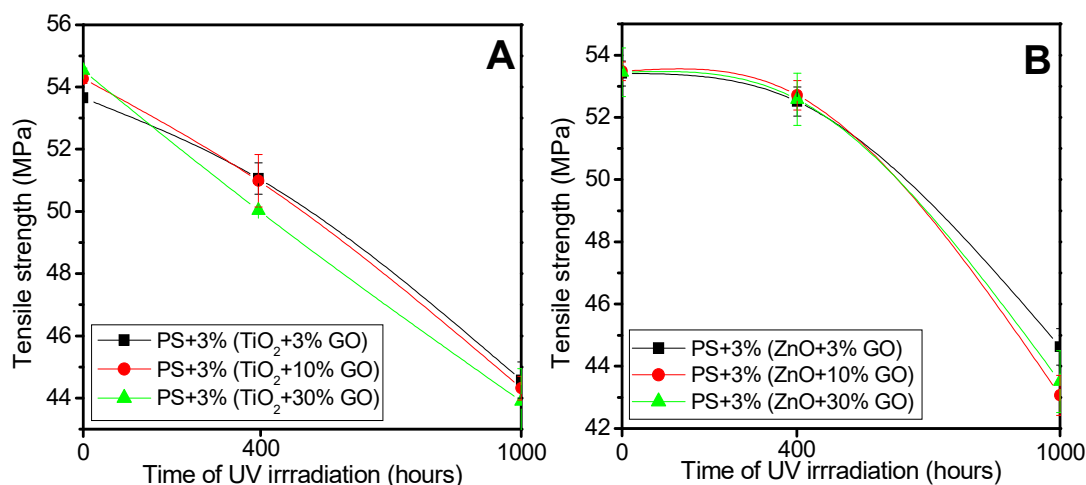 A
Tensile strength (MPa)
56
54
52
50
48
46
44
PS+3% (TiO₂+3% GO)
PS+3% (TiO₂+10% GO)
PS+3% (TiO₂+30% GO)
0
400
1000
Time of UV irrradiation (hours)
B
Tensile strength (MPa)
54
52
50
48
46
44
42
PS+3% (ZnO+3% GO)
PS+3% (ZnO+10% GO)
PS+3% (ZnO+30% GO)
0
400
1000
Time of UV irrradiation (hours)